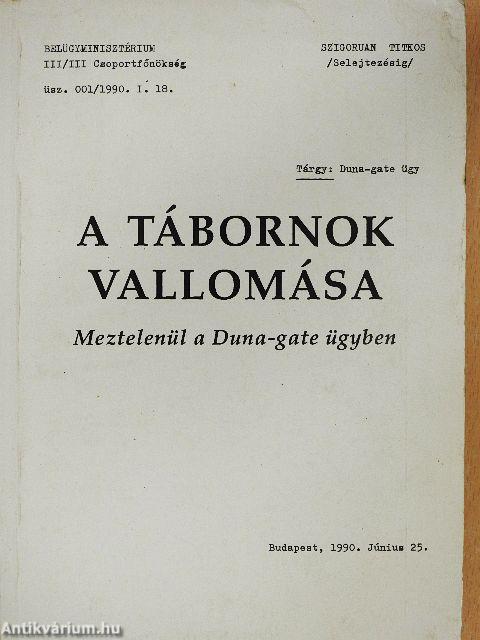 BELÜGYMINISZTÉRIUM
III/III Csoportfőnökség
üsz. 001/1990. I. 18.
SZIGORUAN TITKOS
/Selejtezésig/
Tárgy: Duna-gate ügy
A TÁBORNOK
VALLOMÁSA
Meztelenül a Duna-gate ügyben
Budapest, 1990. Június 25.
Antikvárium.hu